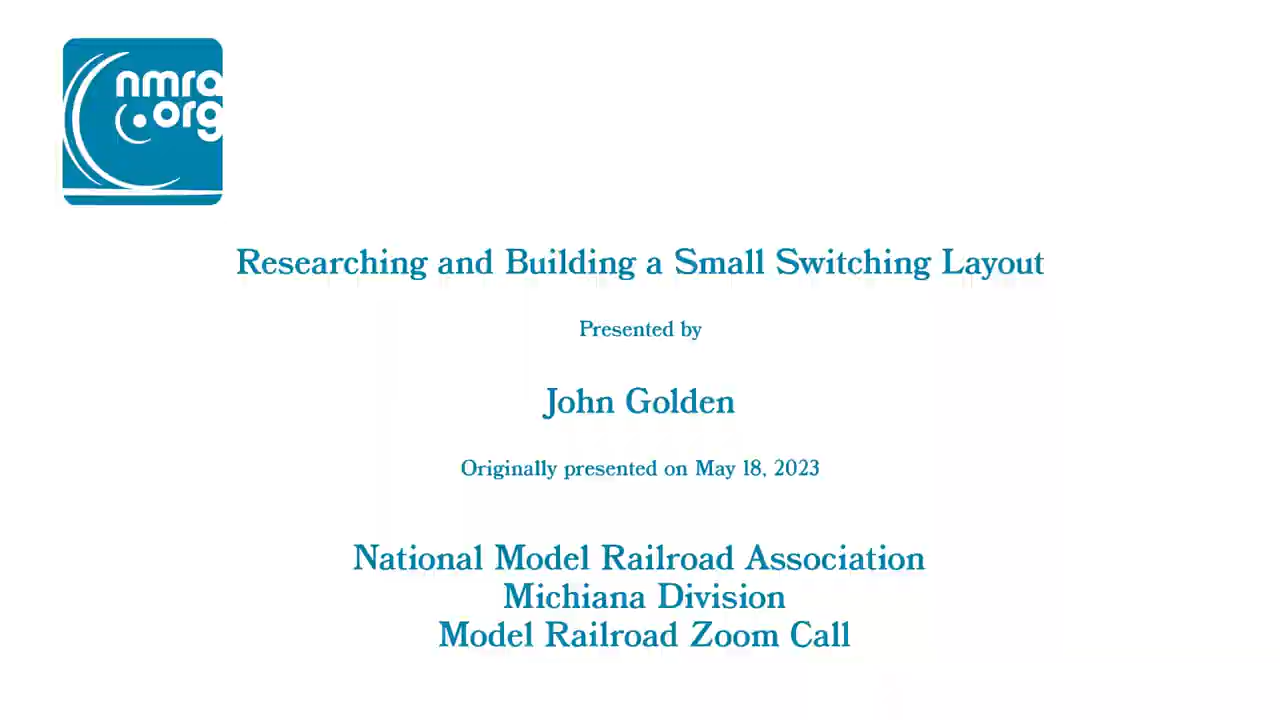 nmra
.org
Researching and Building a Small Switching Layout
Presented by
John Golden
Originally presented on May 18, 2023
National Model Railroad Association
Michiana Division
Model Railroad Zoom Call